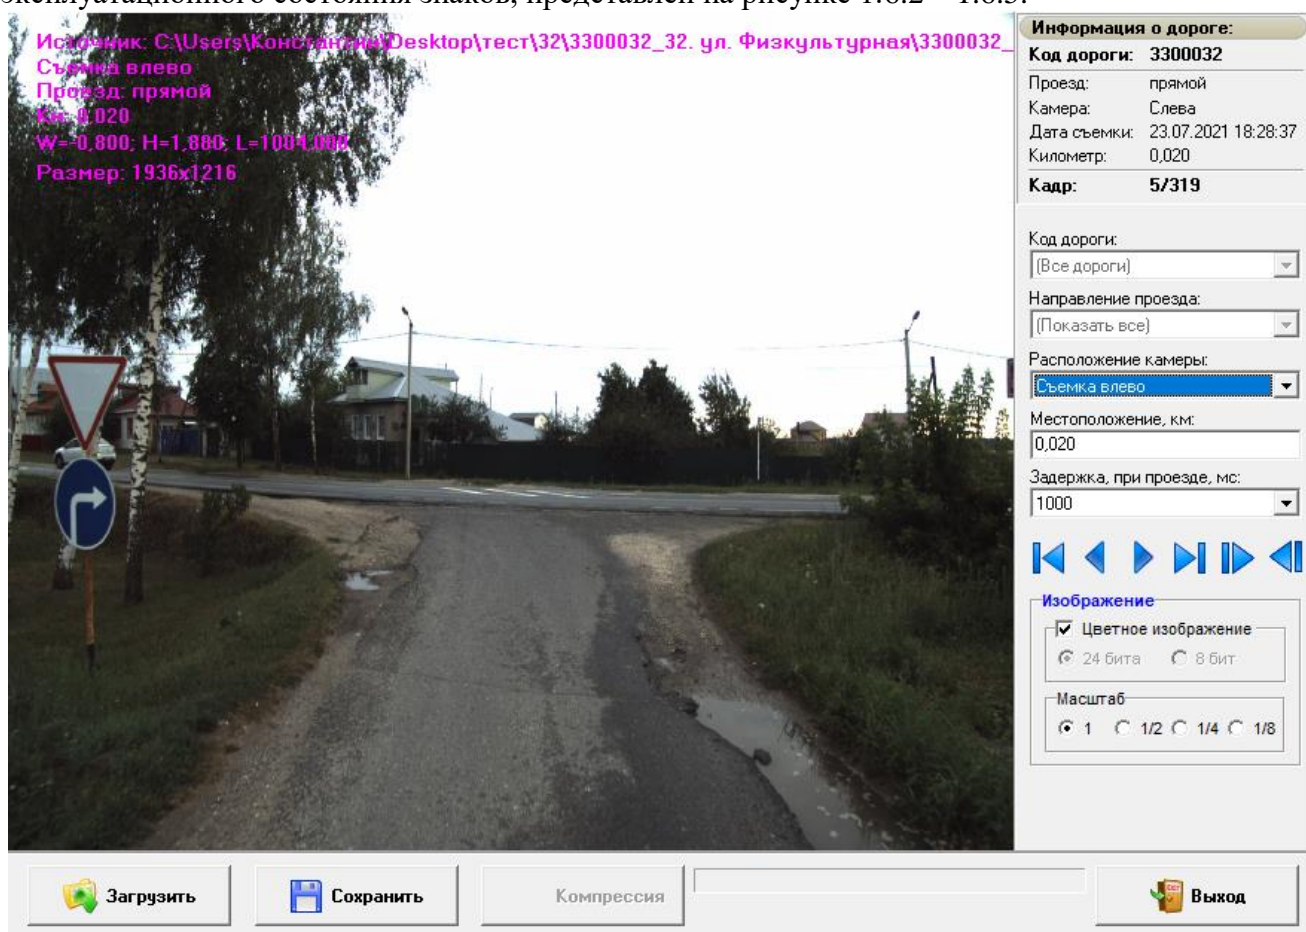 эксплуатационного состояния знаков, представлен на рисунке 1.6.2 – 1.6.5.
Источник: C:\Users\Константин\Desktop\тест\32\3300032_32. ул. Физкультурная\3300032_
Съемка влево
Проезд: прямой
Км: 0,020
W=-0,800; H=1,880; L=1004,000
Размер: 1936x1216
Информация о дороге:
Код дороги: 3300032
Проезд: прямой
Камера: Слева
Дата съемки: 23.07.2021 18:28:37
Километр: 0,020
Кадр: 5/319
Код дороги:
(Все дороги)
Направление проезда:
(Показать все)
Расположение камеры:
Съемка влево
Местоположение, км:
0,020
Задержка, при проезде, мс:
1000
Изображение
Цветное изображение
24 бита 8 бит
Масштаб
1 1/2 1/4 1/8
Загрузить Сохранить Компрессия Выход